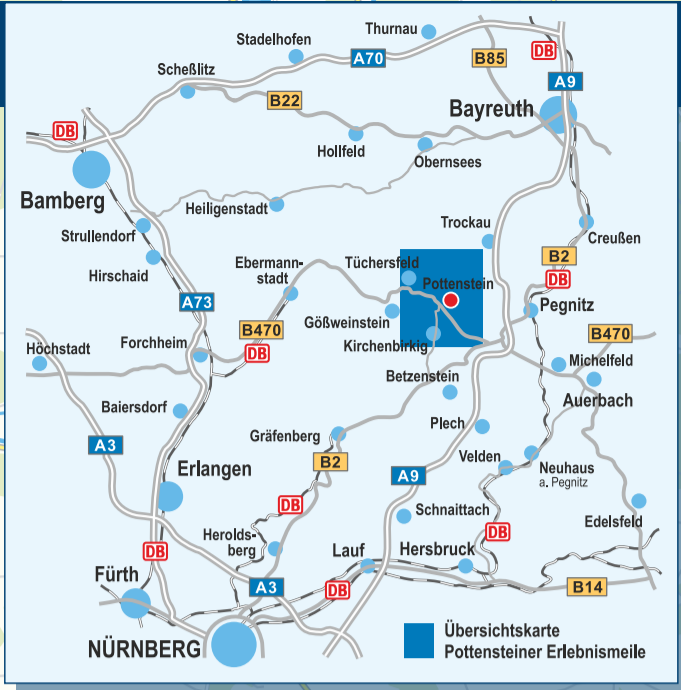 Thurnau
Stadelhofen
DB
B85
A70
Scheßlitz
A9
B22
Bayreuth
DB
Hollfeld
Obernsees
Bamberg
Heiligenstadt
Trockau
Strullendorf
Creußen
B2
Hirschaid
Ebermann-
stadt
Tüchersfeld
DB
Pottenstein
A73
Pegnitz
Gößweinstein
B470
B470
Forchheim
Kirchenbirkig
Höchstadt
DB
Michelfeld
Betzenstein
Auerbach
Baiersdorf
Plech
Gräfenberg
A3
B2
Velden
Erlangen
A9
Neuhaus
a. Pegnitz
DB
Schnaittach
Edelsfeld
DB
Herolds-
berg
DB
Lauf
Hersbruck
Fürth
A3
DB
B14
NÜRNBERG
Übersichtskarte
Pottensteiner Erlebnismeile